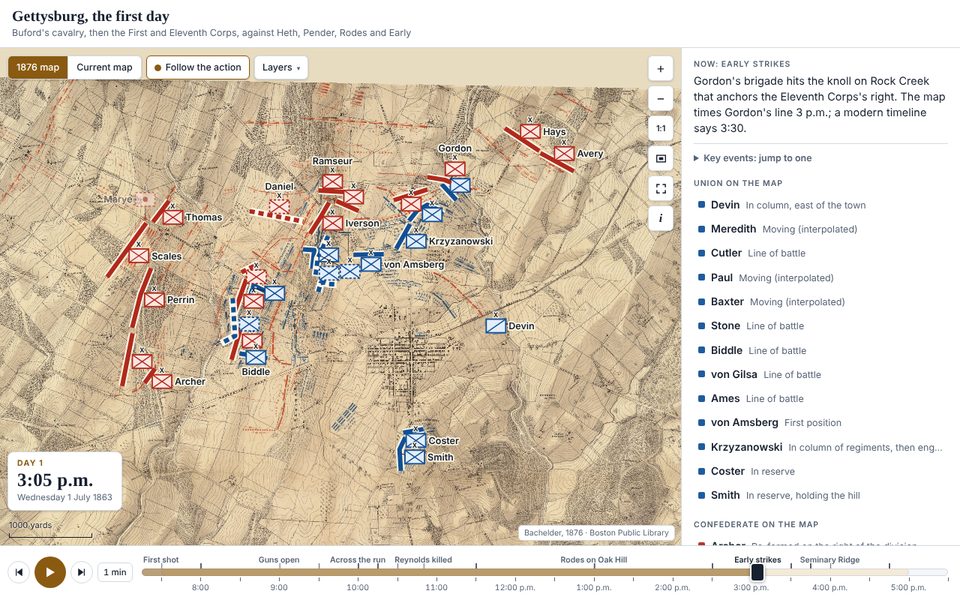 Gettysburg, the first day
Buford's cavalry, then the First and Eleventh Corps, against Heth, Pender, Rodes and Early
1876 map
Current map
Follow the action
Layers
+
−
1:1
i
Hays
Avery
Gordon
Ramseur
Daniel
Marye
Thomas
Iverson
Scales
Krzyzanowski
von Amsberg
Perrin
Devin
Biddle
Archer
Coster
Smith
DAY 1
3:05 p.m.
Wednesday 1 July 1863
1000 yards
Bachelder, 1876 · Boston Public Library
NOW: EARLY STRIKES
Gordon's brigade hits the knoll on Rock Creek
that anchors the Eleventh Corps's right. The map
times Gordon's line 3 p.m.; a modern timeline
says 3:30.
Key events: jump to one
UNION ON THE MAP
Devin In column, east of the town
Meredith Moving (interpolated)
Cutler Line of battle
Paul Moving (interpolated)
Baxter Moving (interpolated)
Stone Line of battle
Biddle Line of battle
von Gilsa Line of battle
Ames Line of battle
von Amsberg First position
Krzyzanowski In column of regiments, then eng...
Coster In reserve
Smith In reserve, holding the hill
CONFEDERATE ON THE MAP
1 min
First shot
Guns open
Across the run
Reynolds killed
Rodes on Oak Hill
Early strikes
Seminary Ridge
8:00
9:00
10:00
11:00
12:00 p.m.
1:00 p.m.
2:00 p.m.
3:00 p.m.
4:00 p.m.
5:00 p.m.